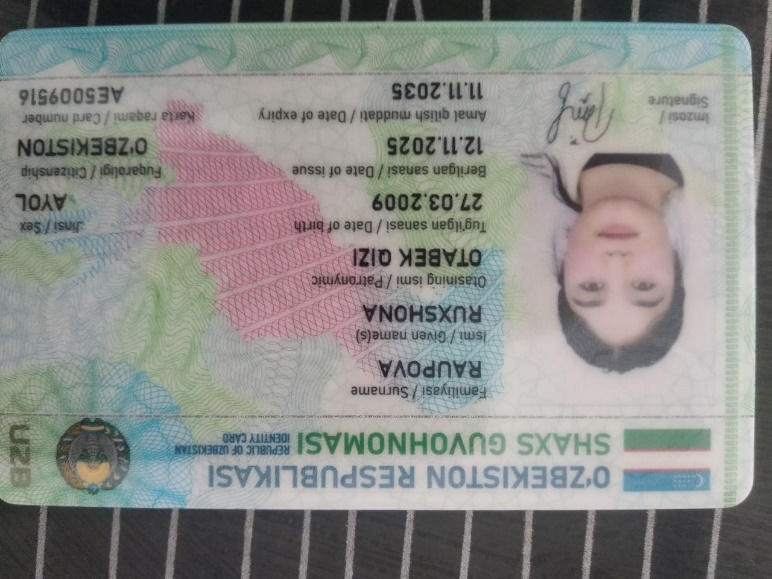 O'ZBEKISTON RESPUBLIKASI
SHAXS GUVOHNOMASI
REPUBLIC OF UZBEKISTAN
IDENTITY CARD
UZB
Familiyasi / Surname
RAUPOVA
Ismi / Given name(s)
RUXSHONA
Otasining ismi / Patronymic
OTABEK QIZI
Tug'ilgan sanasi / Date of birth
27.03.2009
Jinsi / Sex
AYOL
Berilgan sanasi / Date of issue
12.11.2025
Fuqaroligi / Citizenship
O'ZBEKISTON
Amal qilish muddati / Date of expiry
11.11.2035
Karta raqami / Card number
AE5009516
Imzosi /
Signature